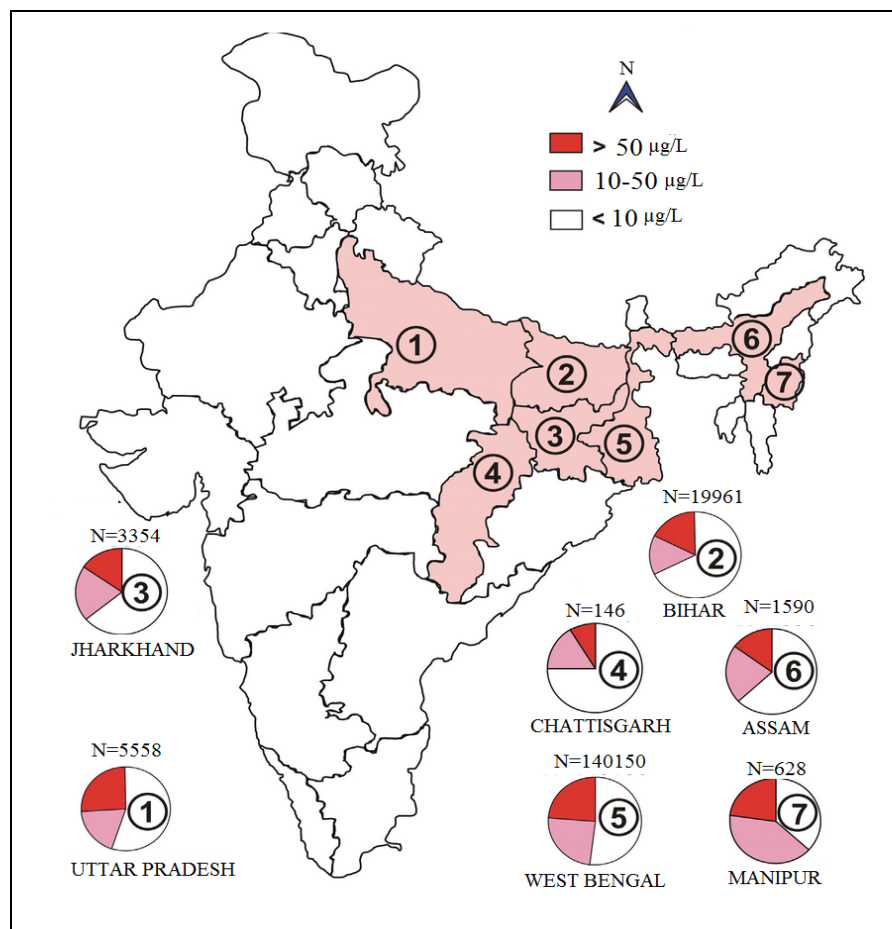 N
> 50 µg/L
10-50 µg/L
< 10 µg/L
1
2
3
4
5
6
7
N=19961
2
BIHAR
N=3354
3
JHARKHAND
N=146
4
CHATTISGARH
N=1590
6
ASSAM
N=5558
1
UTTAR PRADESH
N=140150
5
WEST BENGAL
N=628
7
MANIPUR